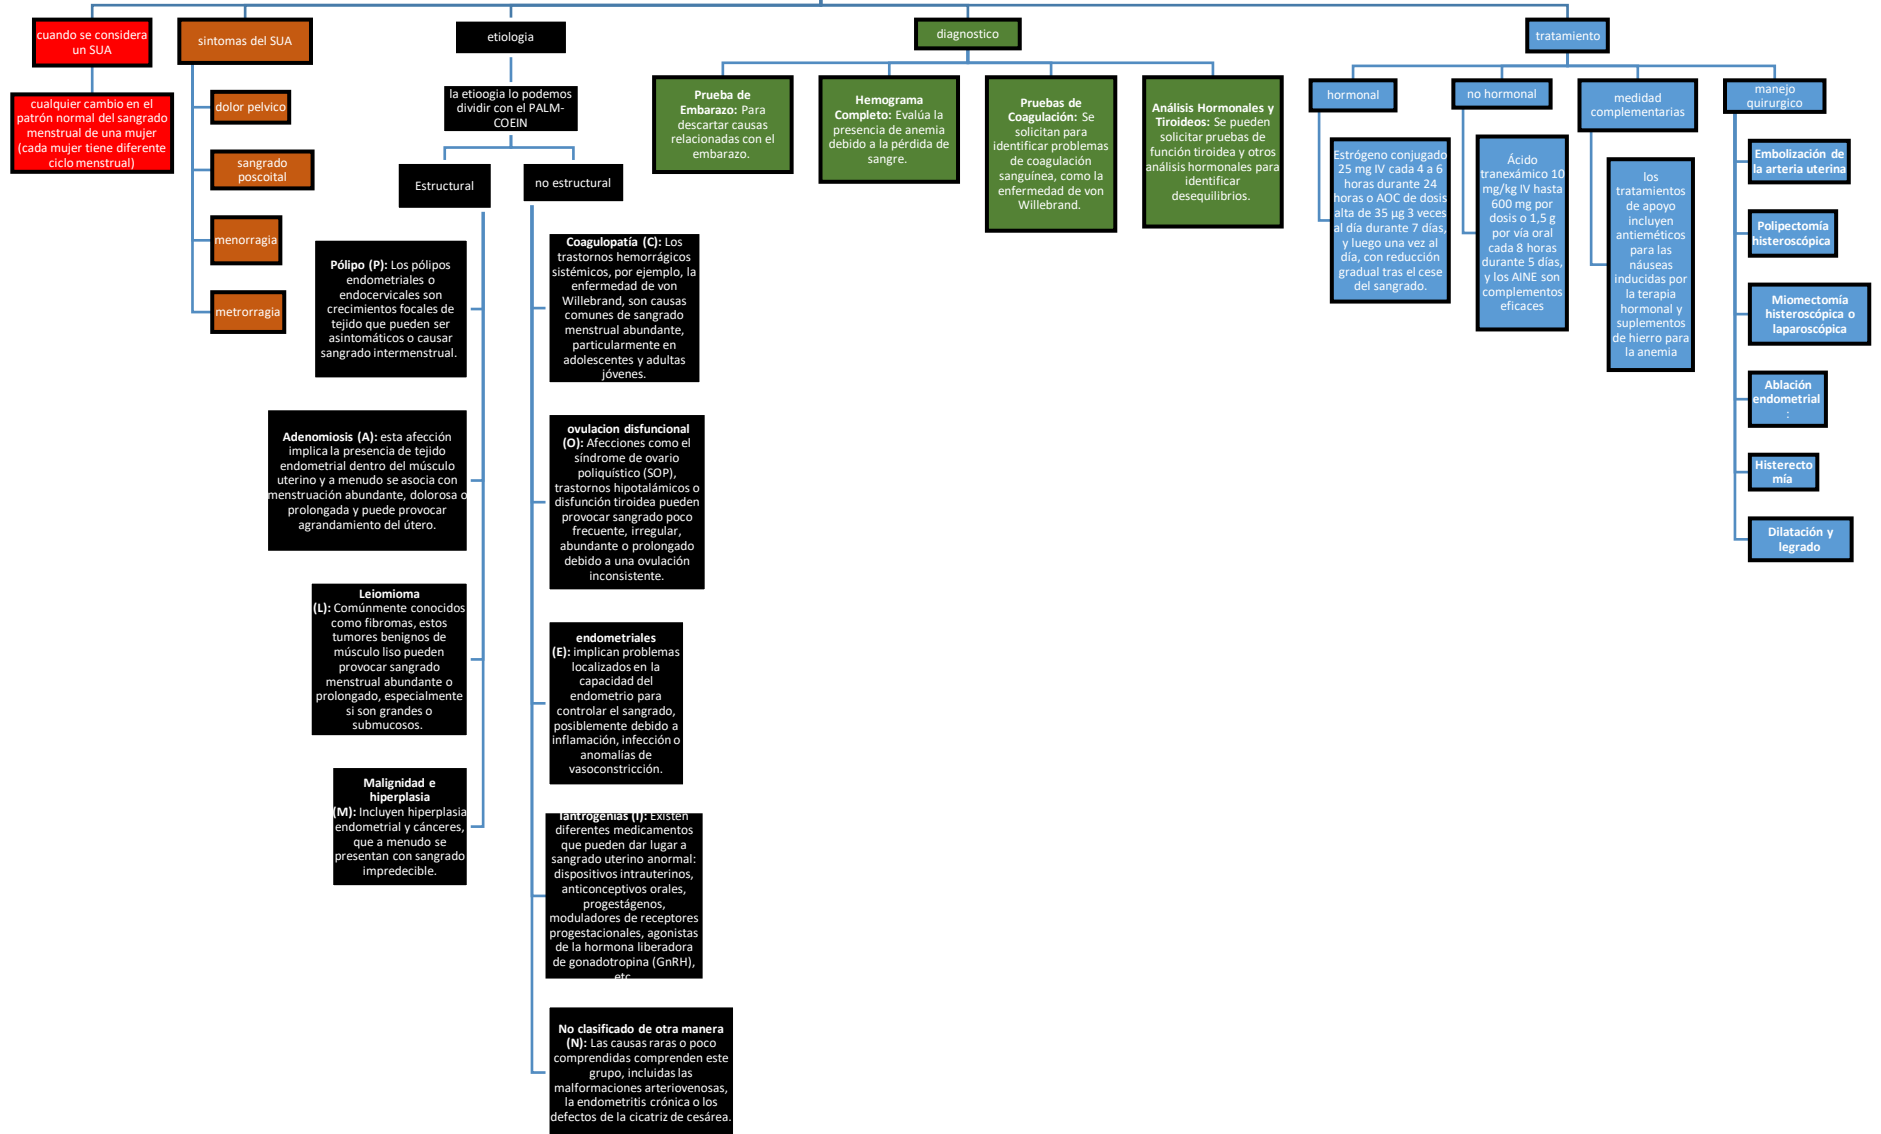 cuando se considera
un SUA
cualquier cambio en el
patrón normal del sangrado
menstrual de una mujer
(cada mujer tiene diferente
ciclo menstrual)
sintomas del SUA
dolor pelvico
sangrado
poscoital
menorragia
metrorragia
etiologia
la etioogia lo podemos
dividir con el PALM-
COEIN
Estructural
Pólipo (P): Los pólipos
endometriales o
endocervicales son
crecimientos focales de
tejido que pueden ser
asintomáticos o causar
sangrado intermenstrual.
Adenomiosis (A): esta afección
implica la presencia de tejido
endometrial dentro del músculo
uterino y a menudo se asocia con
menstruación abundante, dolorosa o
prolongada y puede provocar
agrandamiento del útero.
Leiomioma
(L): Comúnmente conocidos
como fibromas, estos
tumores benignos de
músculo liso pueden
provocar sangrado
menstrual abundante o
prolongado, especialmente
si son grandes o
submucosos.
Malignidad e
hiperplasia
(M): Incluyen hiperplasia
endometrial y cánceres,
que a menudo se
presentan con sangrado
impredecible.
no estructural
Coagulopatía (C): Los
trastornos hemorrágicos
sistémicos, por ejemplo, la
enfermedad de von
Willebrand, son causas
comunes de sangrado
menstrual abundante,
particularmente en
adolescentes y adultas
jóvenes.
ovulacion disfuncional
(O): Afecciones como el
síndrome de ovario
poliquístico (SOP),
trastornos hipotalámicos o
disfunción tiroidea pueden
provocar sangrado poco
frecuente, irregular,
abundante o prolongado
debido a una ovulación
inconsistente.
endometriales
(E): implican problemas
localizados en la
capacidad del
endometrio para
controlar el sangrado,
posiblemente debido a
inflamación, infección o
anomalías de
vasoconstricción.
Iantrogenias (I): Existen
diferentes medicamentos
que pueden dar lugar a
sangrado uterino anormal:
dispositivos intrauterinos,
anticonceptivos orales,
progestágenos,
moduladores de receptores
progestacionales, agonistas
de la hormona liberadora
de gonadotropina (GnRH),
etc
No clasificado de otra manera
(N): Las causas raras o poco
comprendidas comprenden este
grupo, incluidas las
malformaciones arteriovenosas,
la endometritis crónica o los
defectos de la cicatriz de cesárea.
diagnostico
Prueba de
Embarazo: Para
descartar causas
relacionadas con el
embarazo.
Hemograma
Completo: Evalúa la
presencia de anemia
debido a la pérdida de
sangre.
Pruebas de
Coagulación: Se
solicitan para
identificar problemas
de coagulación
sanguínea, como la
enfermedad de von
Willebrand.
Análisis Hormonales y
Tiroideos: Se pueden
solicitar pruebas de
función tiroidea y otros
análisis hormonales para
identificar
desequilibrios.
tratamiento
hormonal
Estrógeno conjugado
25 mg IV cada 4 a 6
horas durante 24
horas o AOC de dosis
alta de 35 µg 3 veces
al día durante 7 días,
y luego una vez al
día, con reducción
gradual tras el cese
del sangrado.
no hormonal
Ácido
tranexámico 10
mg/kg IV hasta
600 mg por
dosis o 1,5 g
por vía oral
cada 8 horas
durante 5 días,
y los AINE son
complementos
eficaces
medidad
complementarias
los
tratamientos
de apoyo
incluyen
antieméticos
para las
náuseas
inducidas por
la terapia
hormonal y
suplementos
de hierro para
la anemia
manejo
quirurgico
Embolización de
la arteria uterina
Polipectomía
histeroscópica
Miomectomía
histeroscópica o
laparoscópica
Ablación
endometrial
:
Histerecto
mía
Dilatación y
legrado